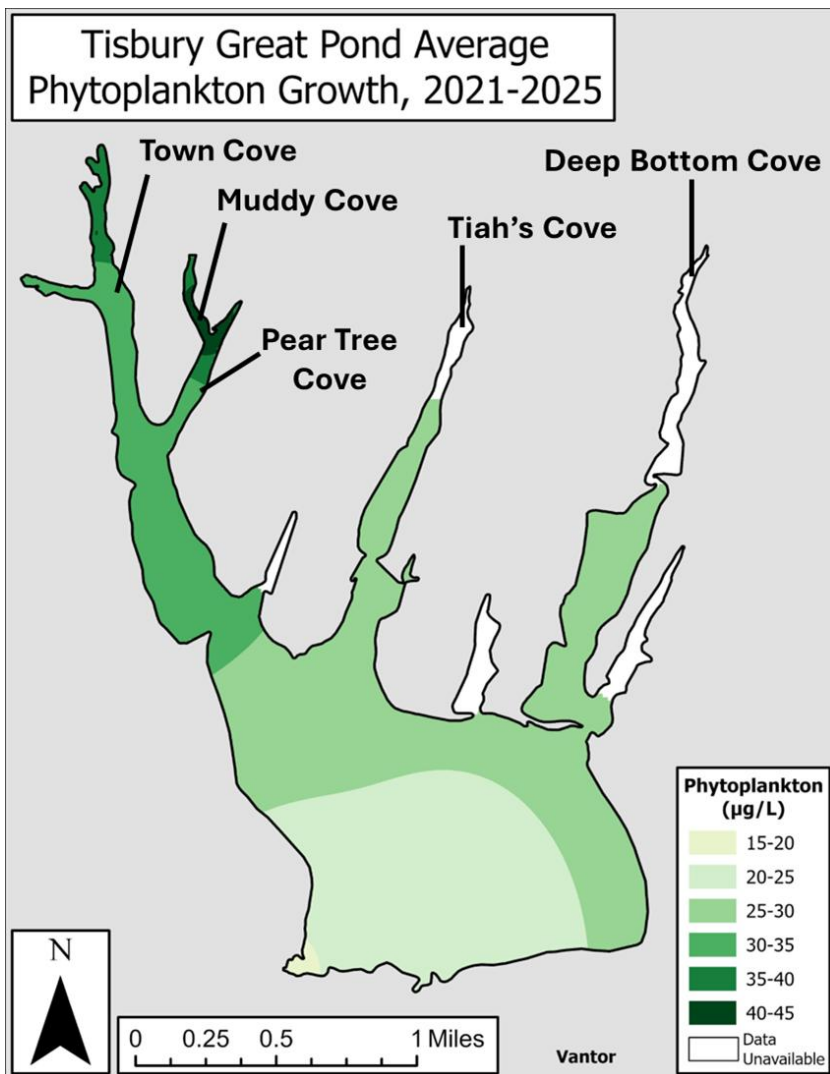 Tisbury Great Pond Average
Phytoplankton Growth, 2021-2025
Town Cove
Muddy Cove
Deep Bottom Cove
Tiah's Cove
Pear Tree
Cove
Phytoplankton
(µg/L)
15-20
20-25
25-30
30-35
35-40
40-45
Data
Unavailable
N
0 0.25 0.5 1 Miles
Vantor